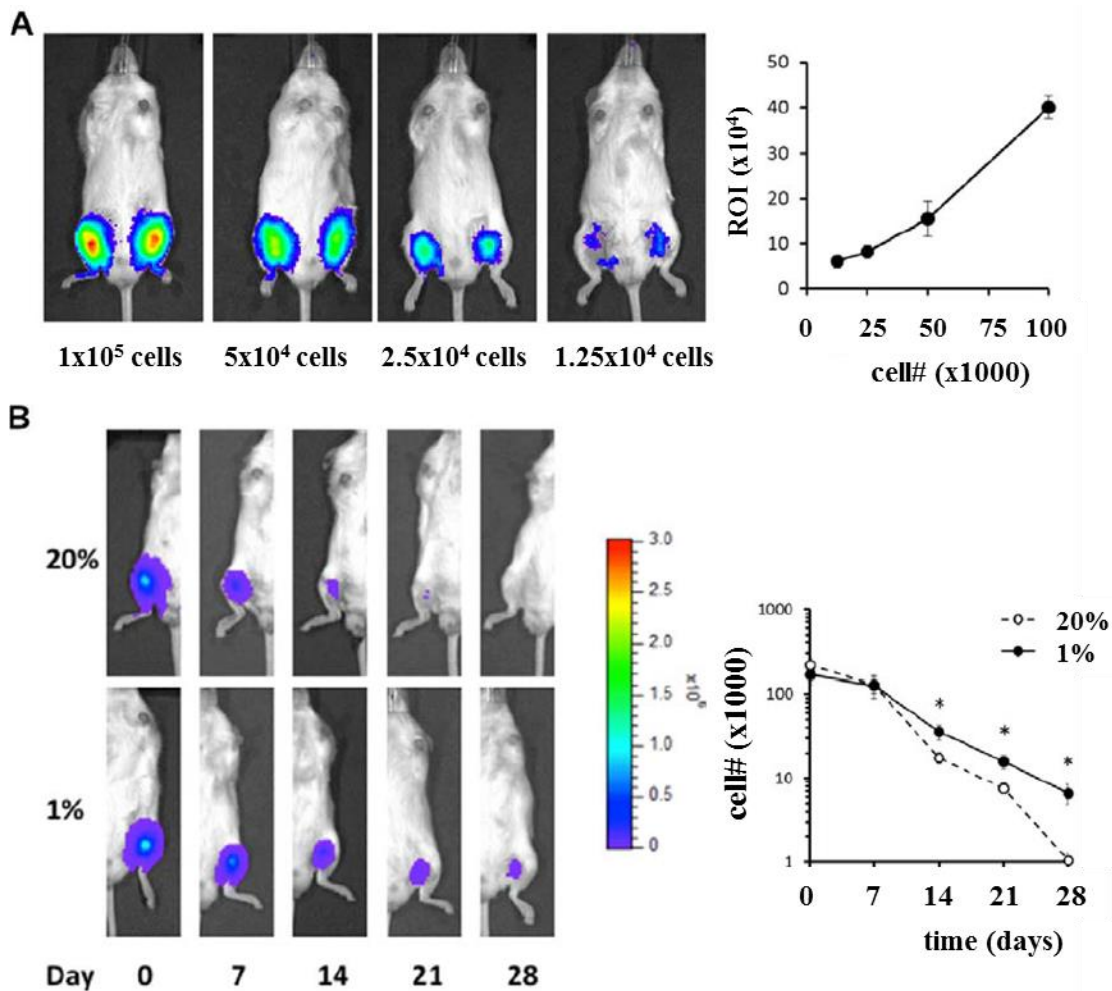 A
1x10⁵ cells
5x10⁴ cells
2.5x10⁴ cells
1.25x10⁴ cells
ROI (x10⁴)
50
40
30
20
10
0
0 25 50 75 100
cell# (x1000)
B
20%
1%
Day 0 7 14 21 28
3.0
2.5
2.0
1.5
1.0
0.5
0
x10⁶
cell# (x1000)
1000
100
10
1
20%
1%
*
*
*
0 7 14 21 28
time (days)